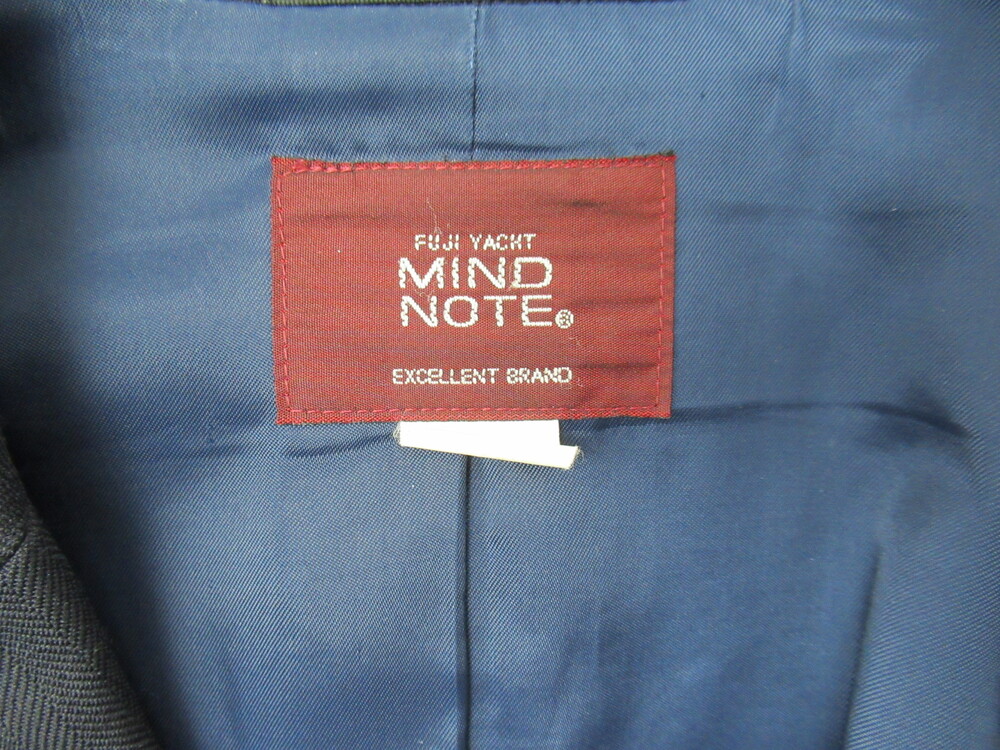 FUJI YACHT
MIND
NOTE®
EXCELLENT BRAND